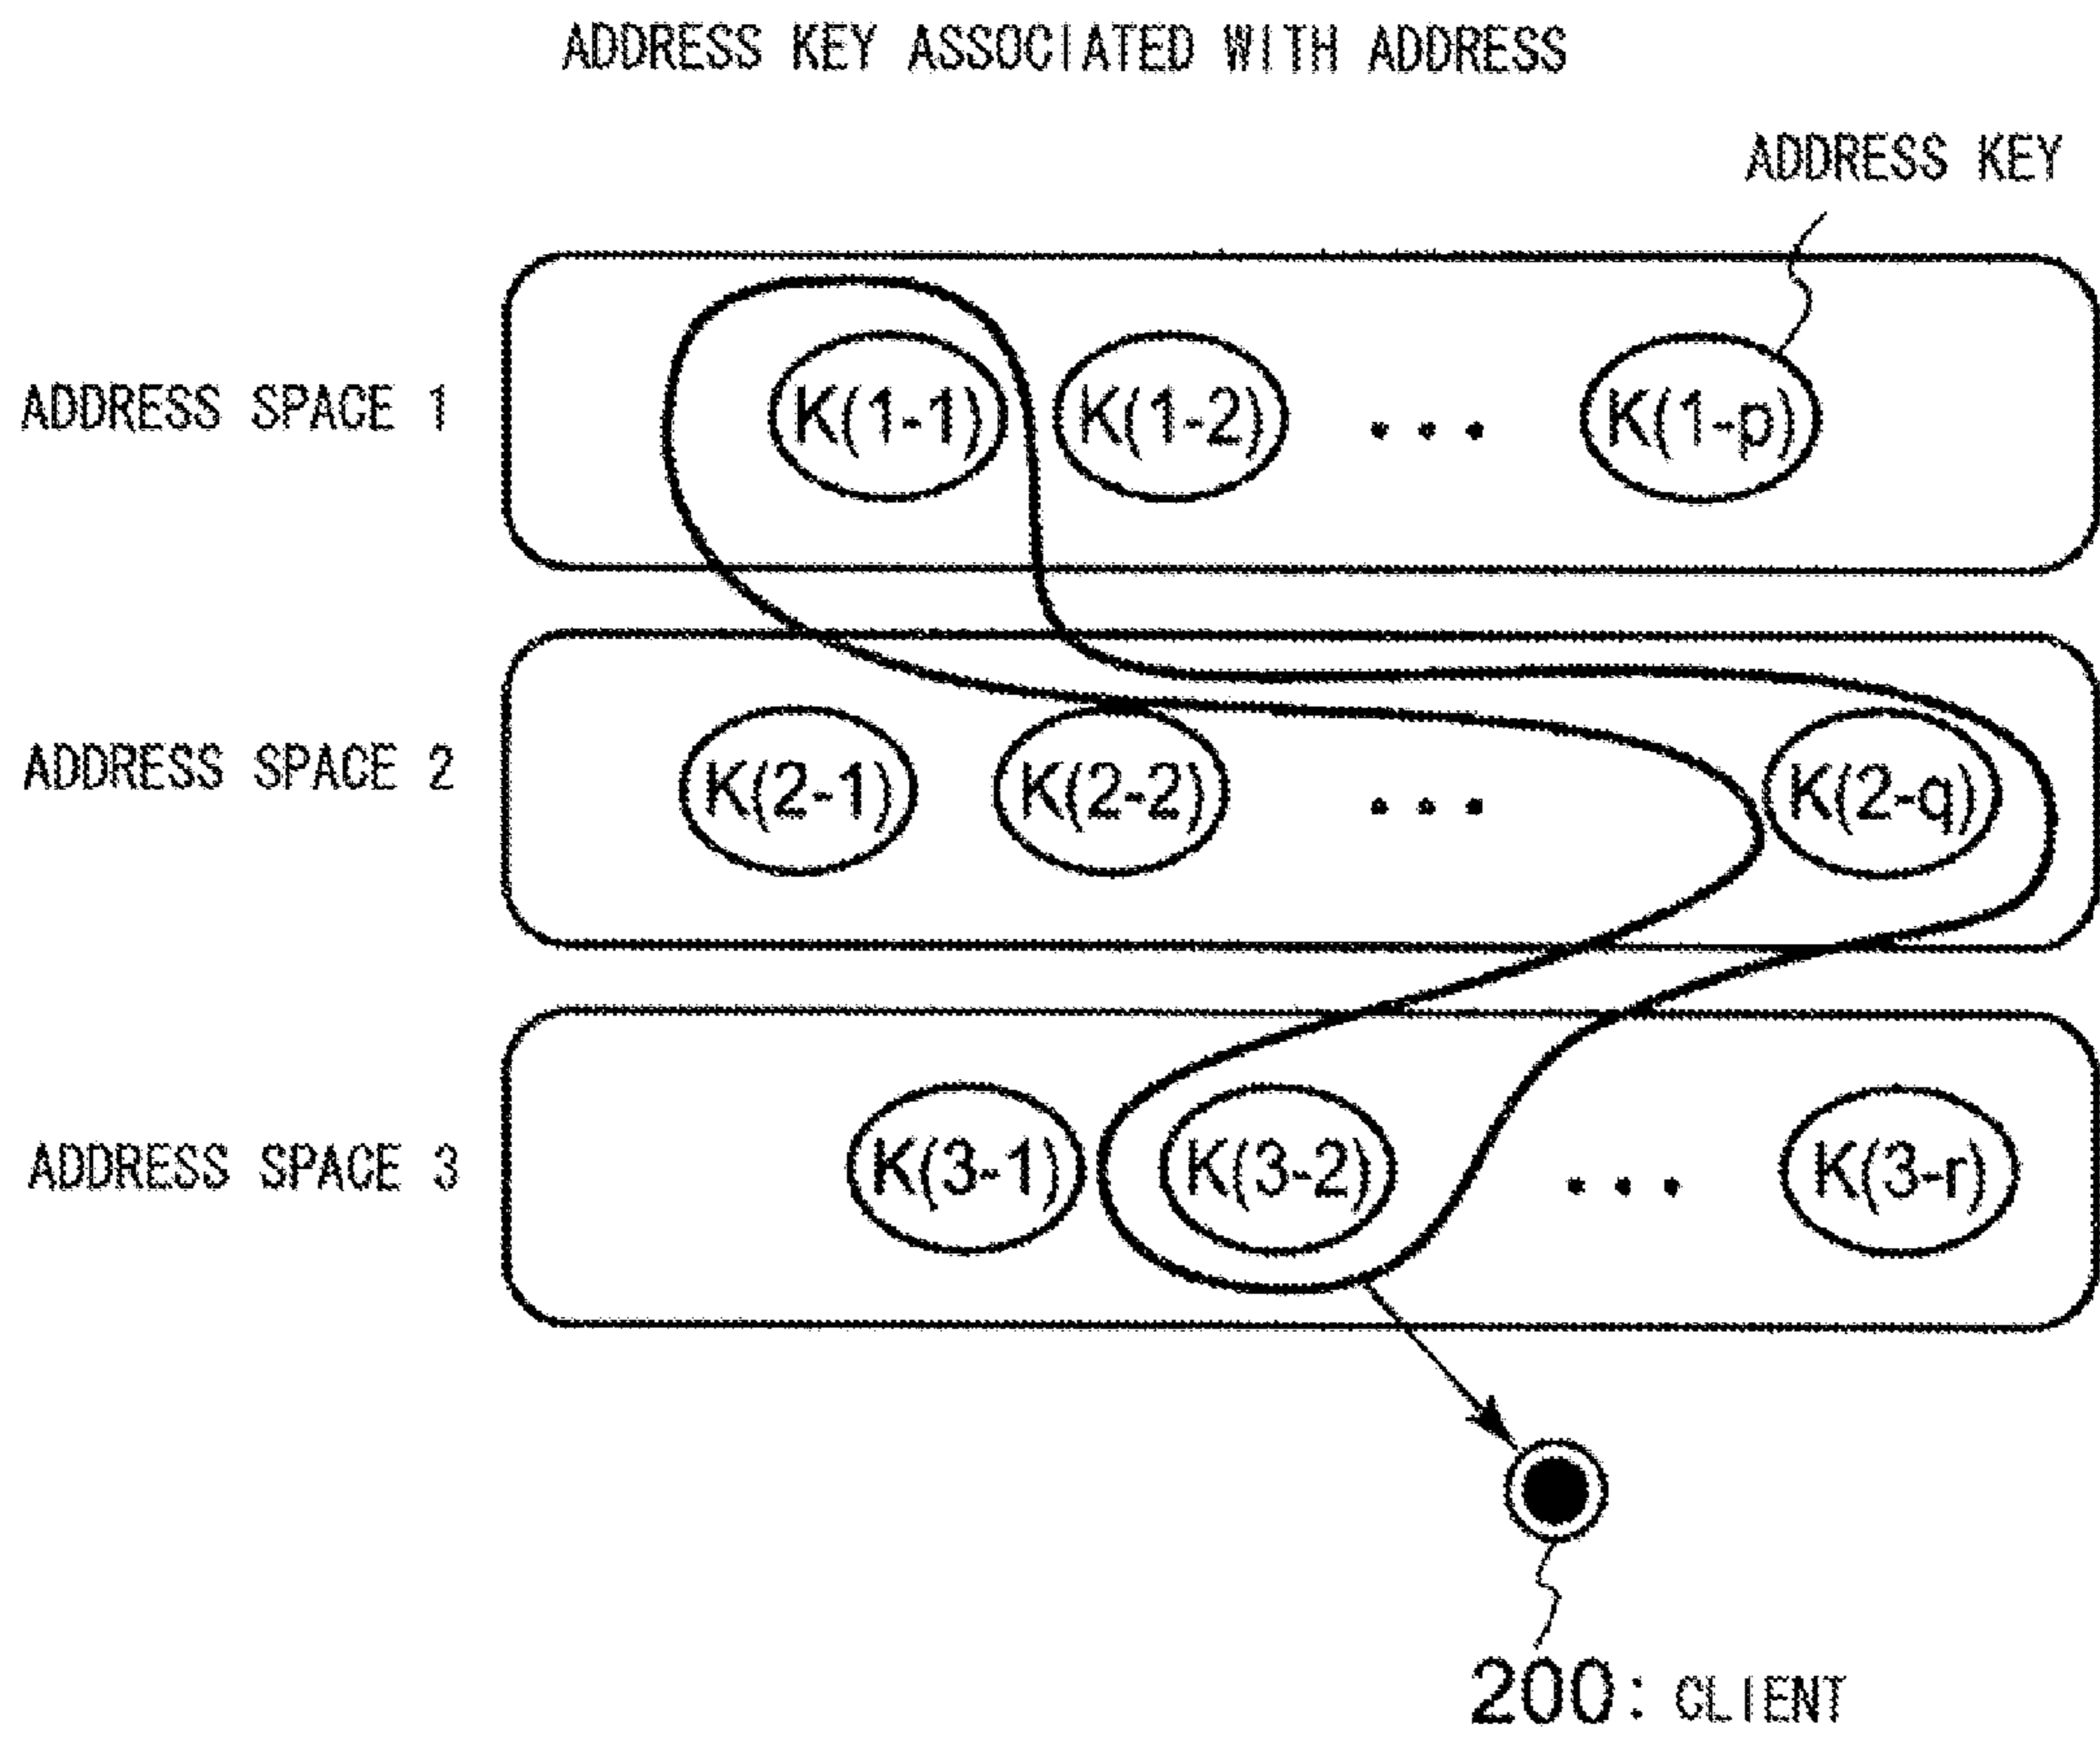 ADDRESS KEY ASSOCIATED WITH ADDRESS
ADDRESS KEY
ADDRESS SPACE 1
K(1-1) K(1-2) ... K(1-p)
ADDRESS SPACE 2
K(2-1) K(2-2) ... K(2-q)
ADDRESS SPACE 3
K(3-1) K(3-2) ... K(3-r)
200: CLIENT